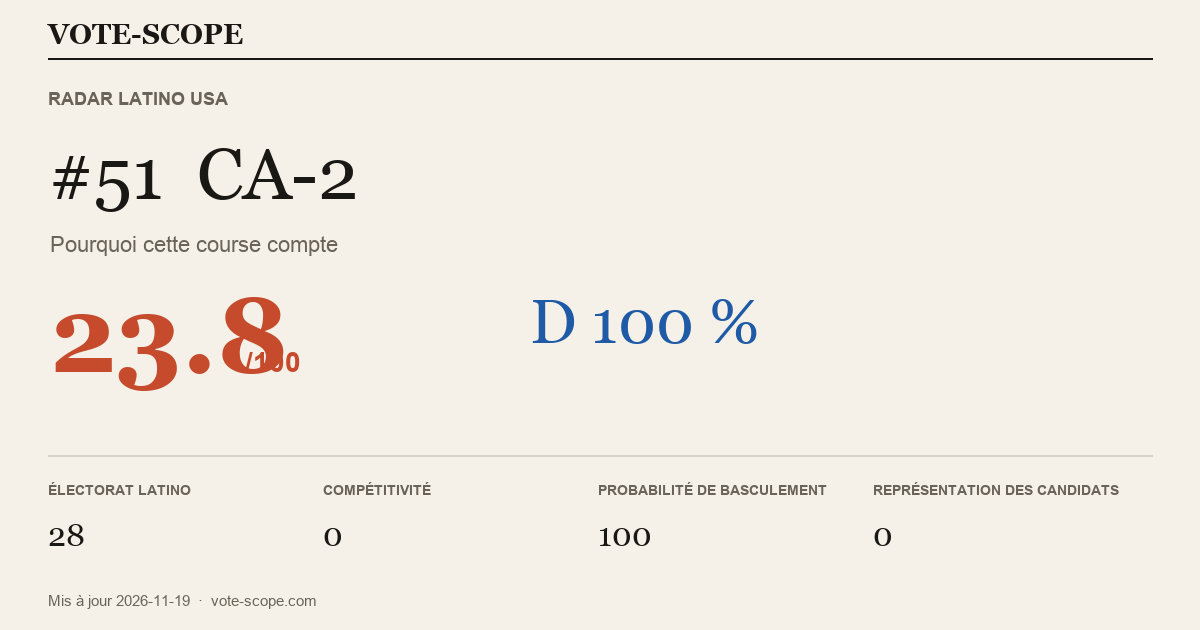 VOTE-SCOPE
RADAR LATINO USA
#51 CA-2
Pourquoi cette course compte
23.8/100
D 100 %
ÉLECTORAT LATINO
COMPÉTITIVITÉ
PROBABILITÉ DE BASCULEMENT
REPRÉSENTATION DES CANDIDATS
28
0
100
0
Mis à jour 2026-11-19 · vote-scope.com